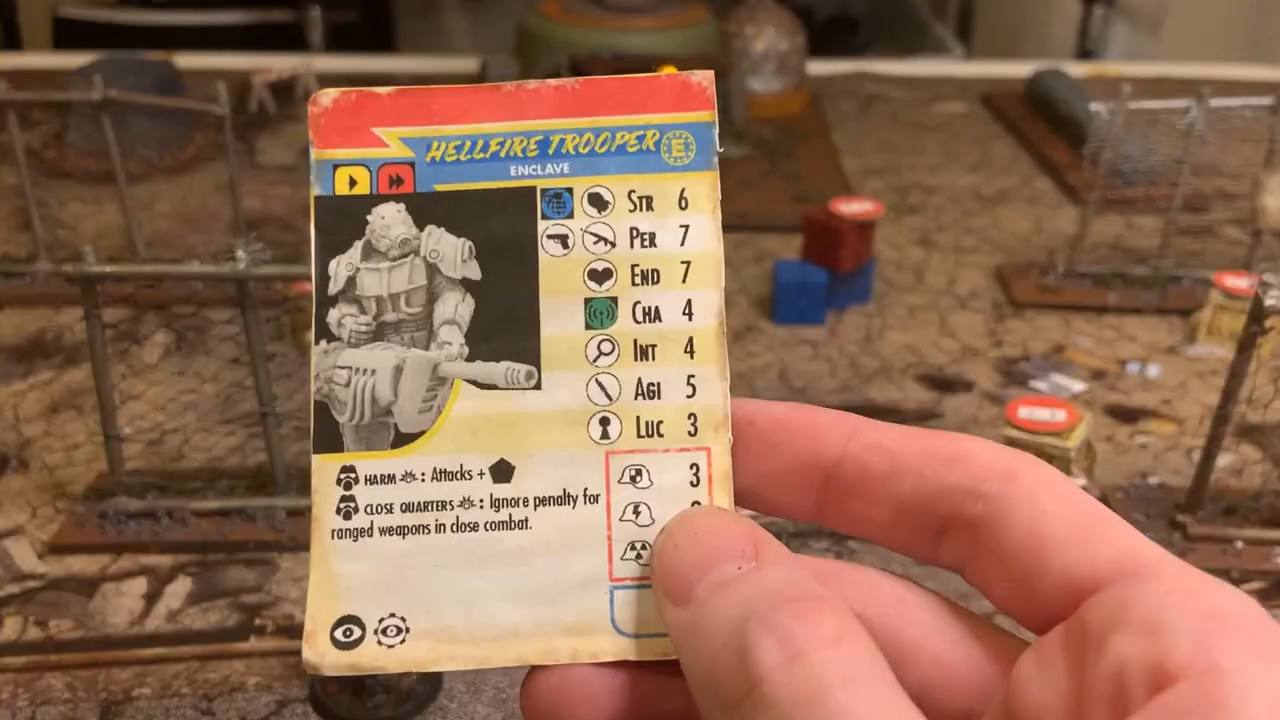 HELLFIRE TROOPER E
ENCLAVE
STR 6
PER 7
END 7
CHA 4
INT 4
AGI 5
LUC 3
HARM : Attacks +
3
CLOSE QUARTERS : Ignore penalty for
ranged weapons in close combat.